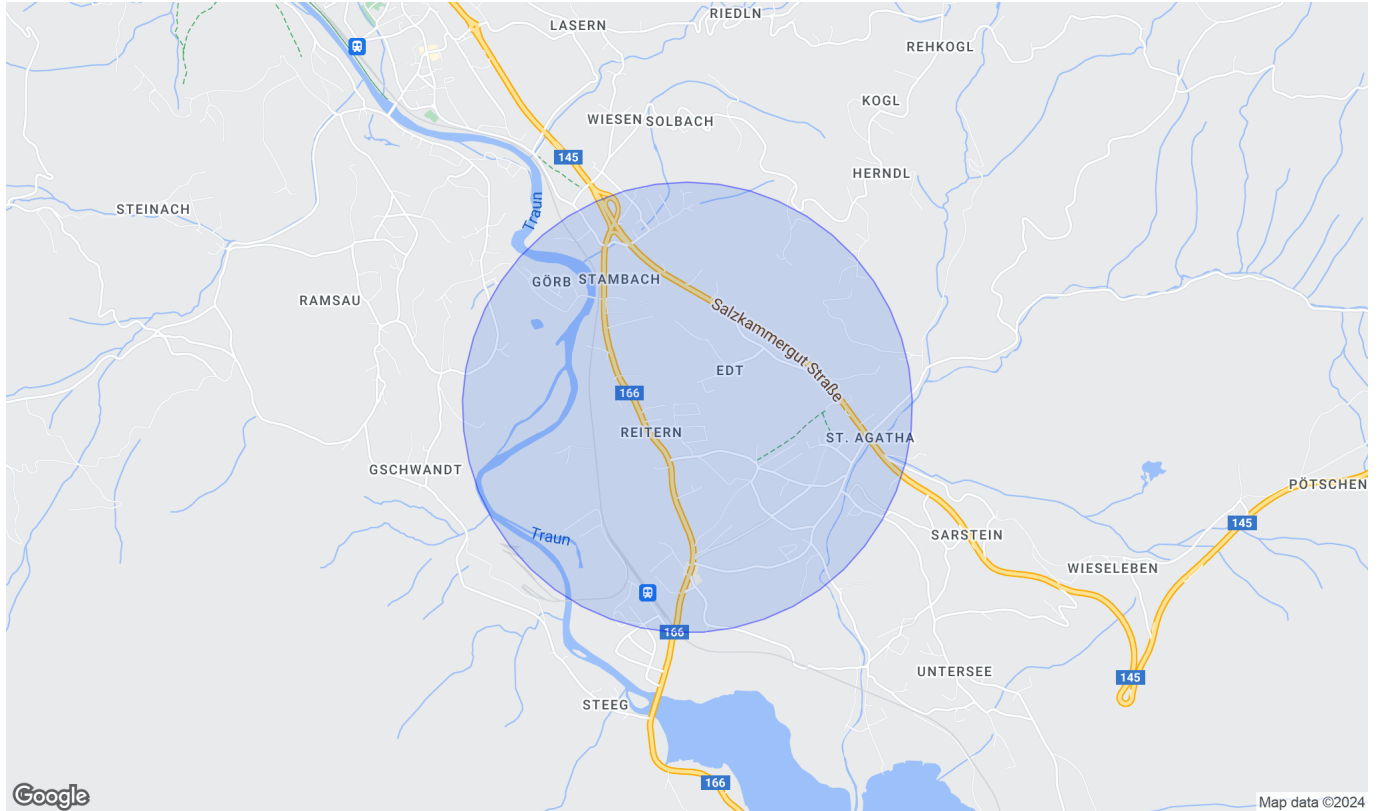 LASERN
RIEDLN
REHKOGL
KOGL
WIESEN
SOLBACH
145
HERNDL
STEINACH
Traun
GÖRB
STAMBACH
RAMSAU
Salzkammergut Straße
EDT
166
REITERN
ST. AGATHA
GSCHWANDT
PÖTSCHEN
145
Traun
SARSTEIN
WIESELEBEN
166
UNTERSEE
145
STEEG
166
Google
Map data ©2024